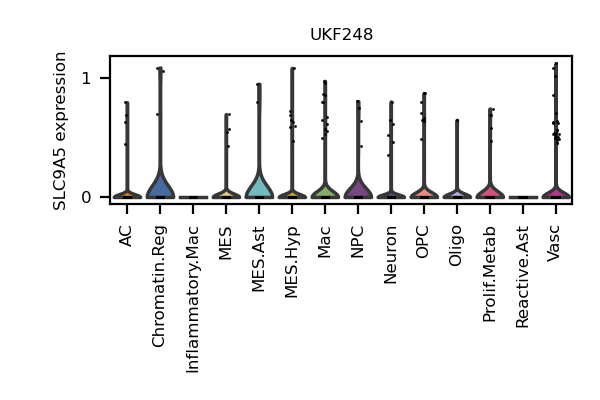 UKF248
SLC9A5 expression
1
0
AC
Chromatin.Reg
Inflammatory.Mac
MES
MES.Ast
MES.Hyp
Mac
NPC
Neuron
OPC
Oligo
Prolif.Metab
Reactive.Ast
Vasc